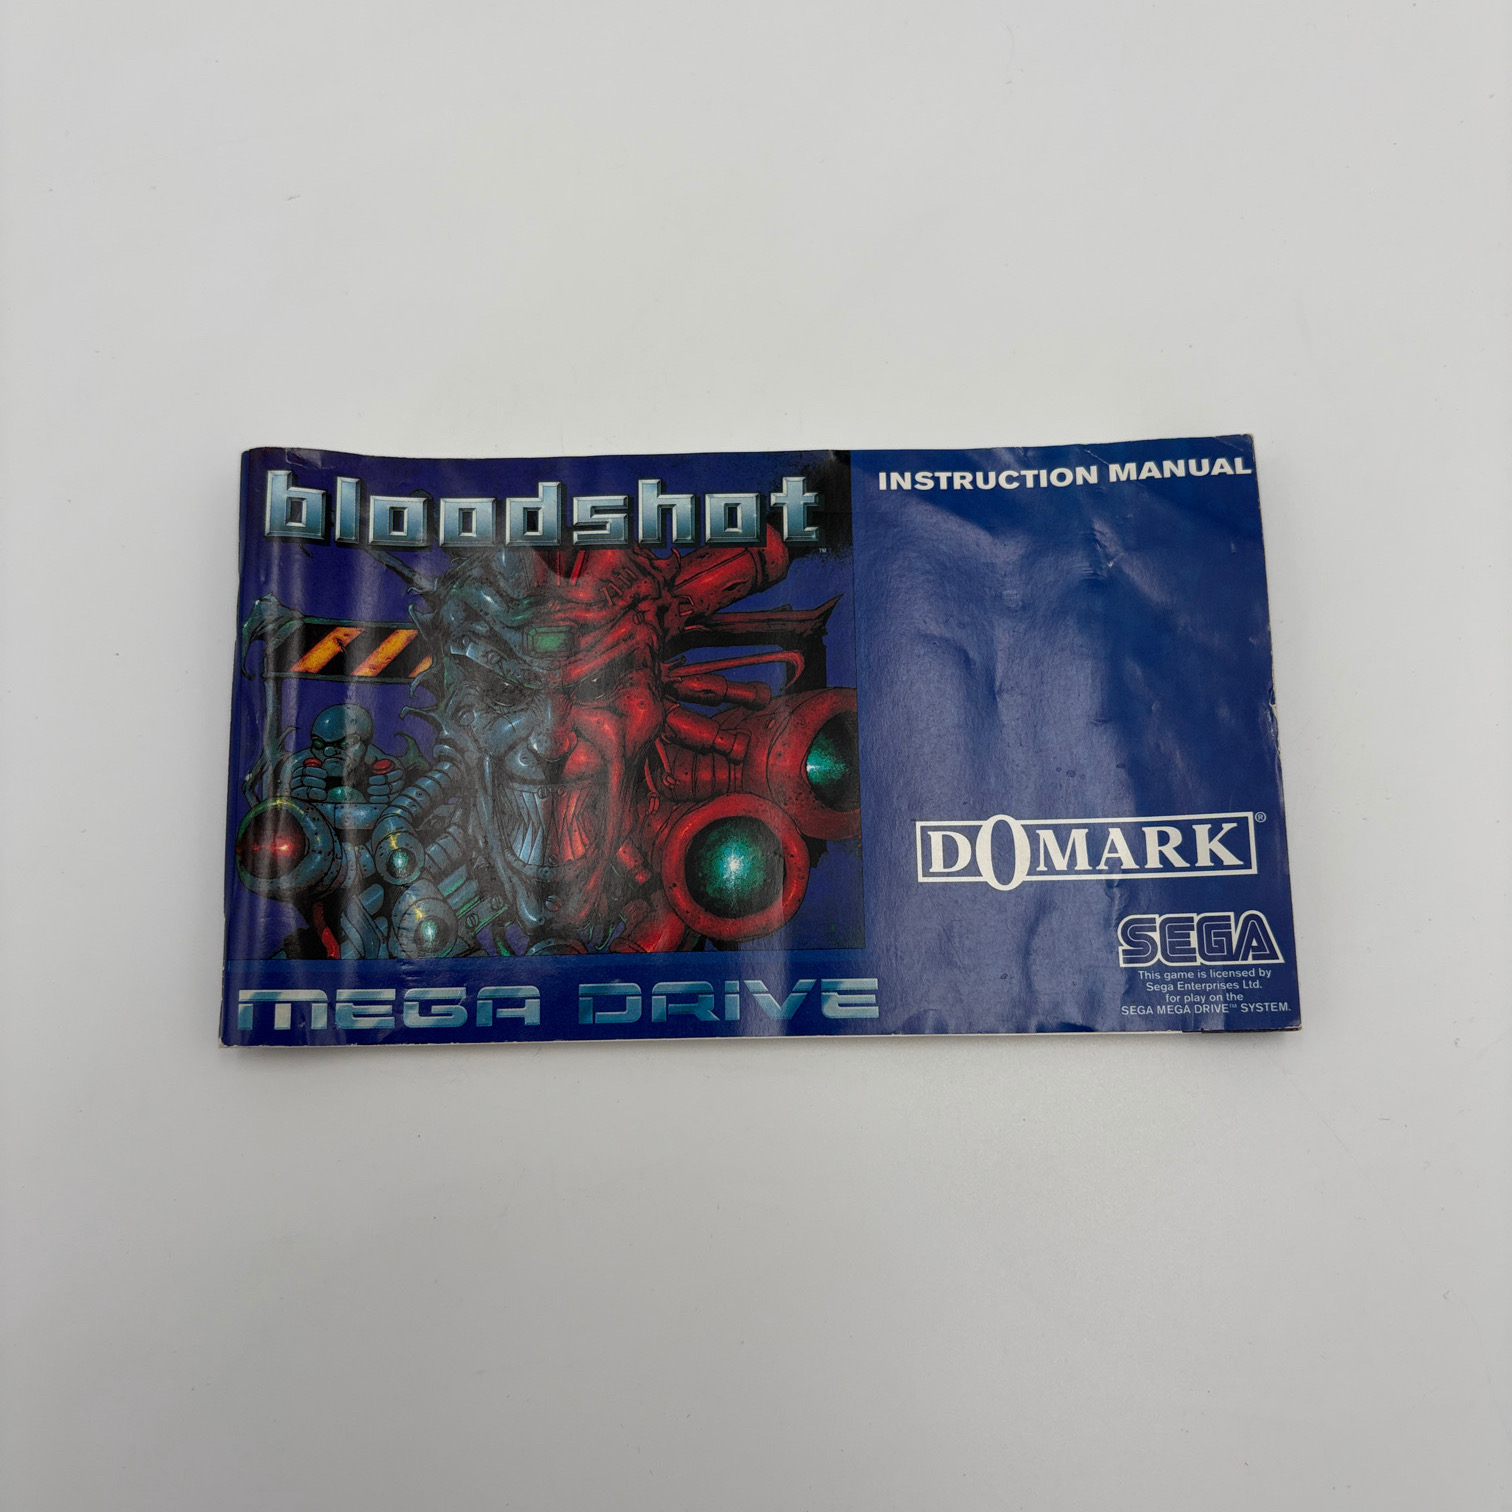 bloodshot
™
INSTRUCTION MANUAL
DOMARK®
SEGA
This game is licensed by
Sega Enterprises Ltd.
for play on the
SEGA MEGA DRIVE™ SYSTEM.
MEGA DRIVE